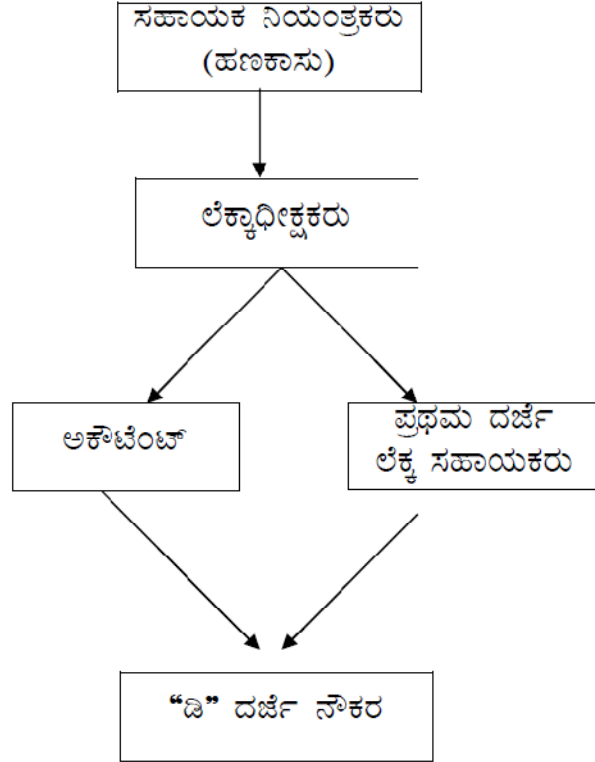 ಸಹಾಯಕ ನಿಯಂತ್ರಕರು
(ಹಣಕಾಸು)
ಲೆಕ್ಕಾಧೀಕ್ಷಕರು
ಅಕೌಟೆಂಟ್
ಪ್ರಥಮ ದರ್ಜೆ
ಲೆಕ್ಕ ಸಹಾಯಕರು
“ಡಿ” ದರ್ಜೆ ನೌಕರ